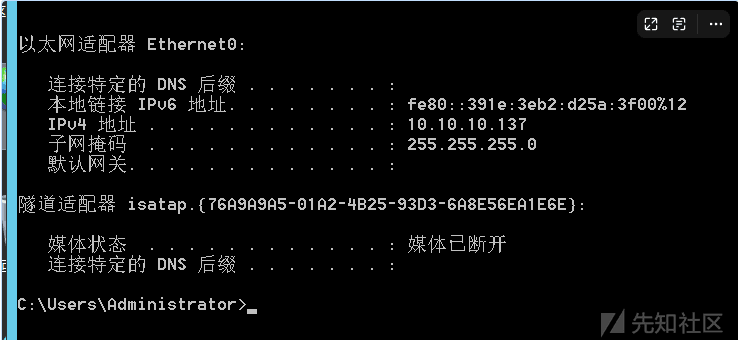 以太网适配器 Ethernet0:
连接特定的 DNS 后缀 . . . . . . . :
本地链接 IPv6 地址. . . . . . . . : fe80::391e:3eb2:d25a:3f00%12
IPv4 地址 . . . . . . . . . . . . : 10.10.10.137
子网掩码 . . . . . . . . . . . . : 255.255.255.0
默认网关. . . . . . . . . . . . . :
隧道适配器 isatap.{76A9A9A5-01A2-4B25-93D3-6A8E56EA1E6E}:
媒体状态 . . . . . . . . . . . . : 媒体已断开
连接特定的 DNS 后缀 . . . . . . . :
C:\Users\Administrator>_
先知社区